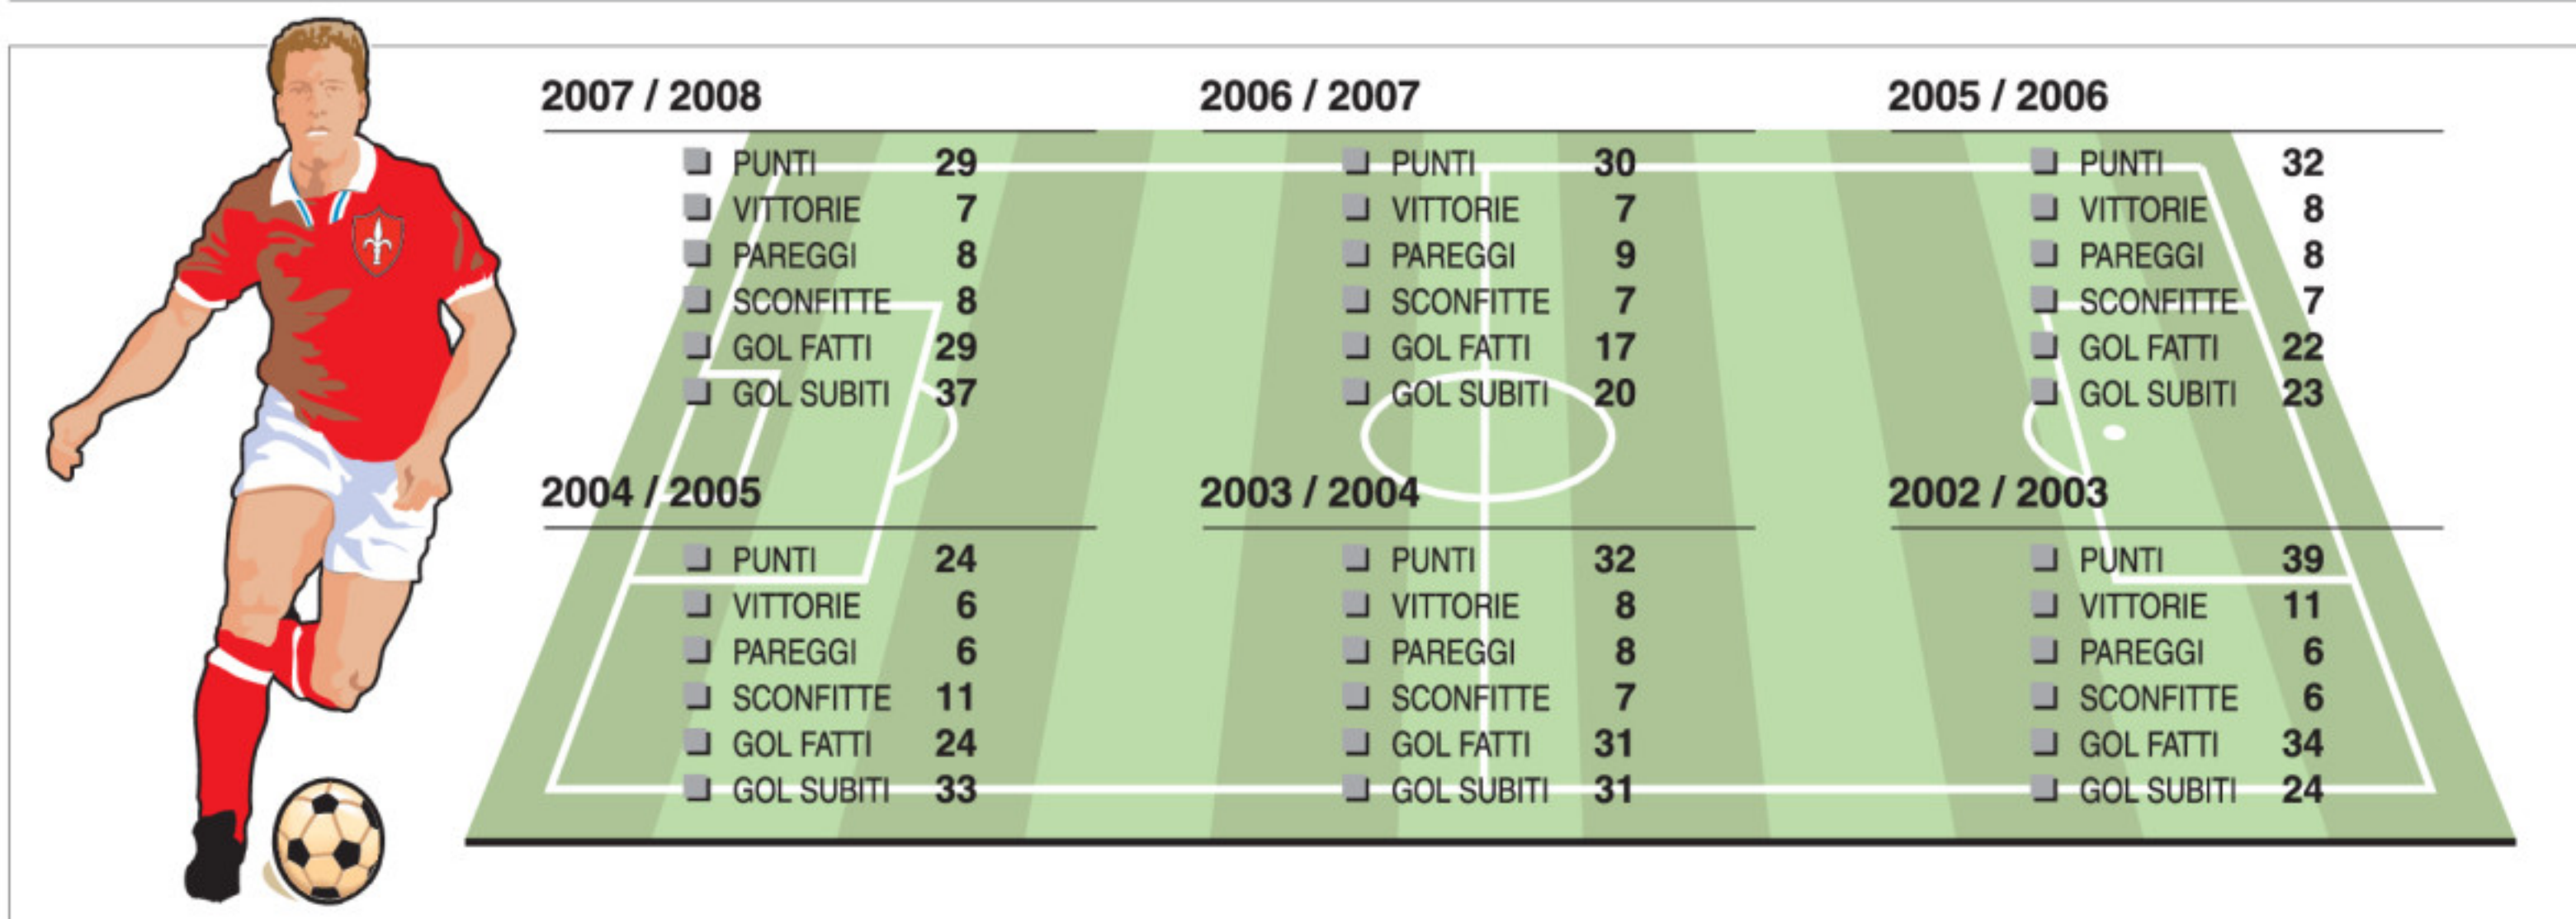 2007 / 2008
PUNTI 29
VITTORIE 7
PAREGGI 8
SCONFITTE 8
GOL FATTI 29
GOL SUBITI 37
2006 / 2007
PUNTI 30
VITTORIE 7
PAREGGI 9
SCONFITTE 7
GOL FATTI 17
GOL SUBITI 20
2005 / 2006
PUNTI 32
VITTORIE 8
PAREGGI 8
SCONFITTE 7
GOL FATTI 22
GOL SUBITI 23
2004 / 2005
PUNTI 24
VITTORIE 6
PAREGGI 6
SCONFITTE 11
GOL FATTI 24
GOL SUBITI 33
2003 / 2004
PUNTI 32
VITTORIE 8
PAREGGI 8
SCONFITTE 7
GOL FATTI 31
GOL SUBITI 31
2002 / 2003
PUNTI 39
VITTORIE 11
PAREGGI 6
SCONFITTE 6
GOL FATTI 34
GOL SUBITI 24